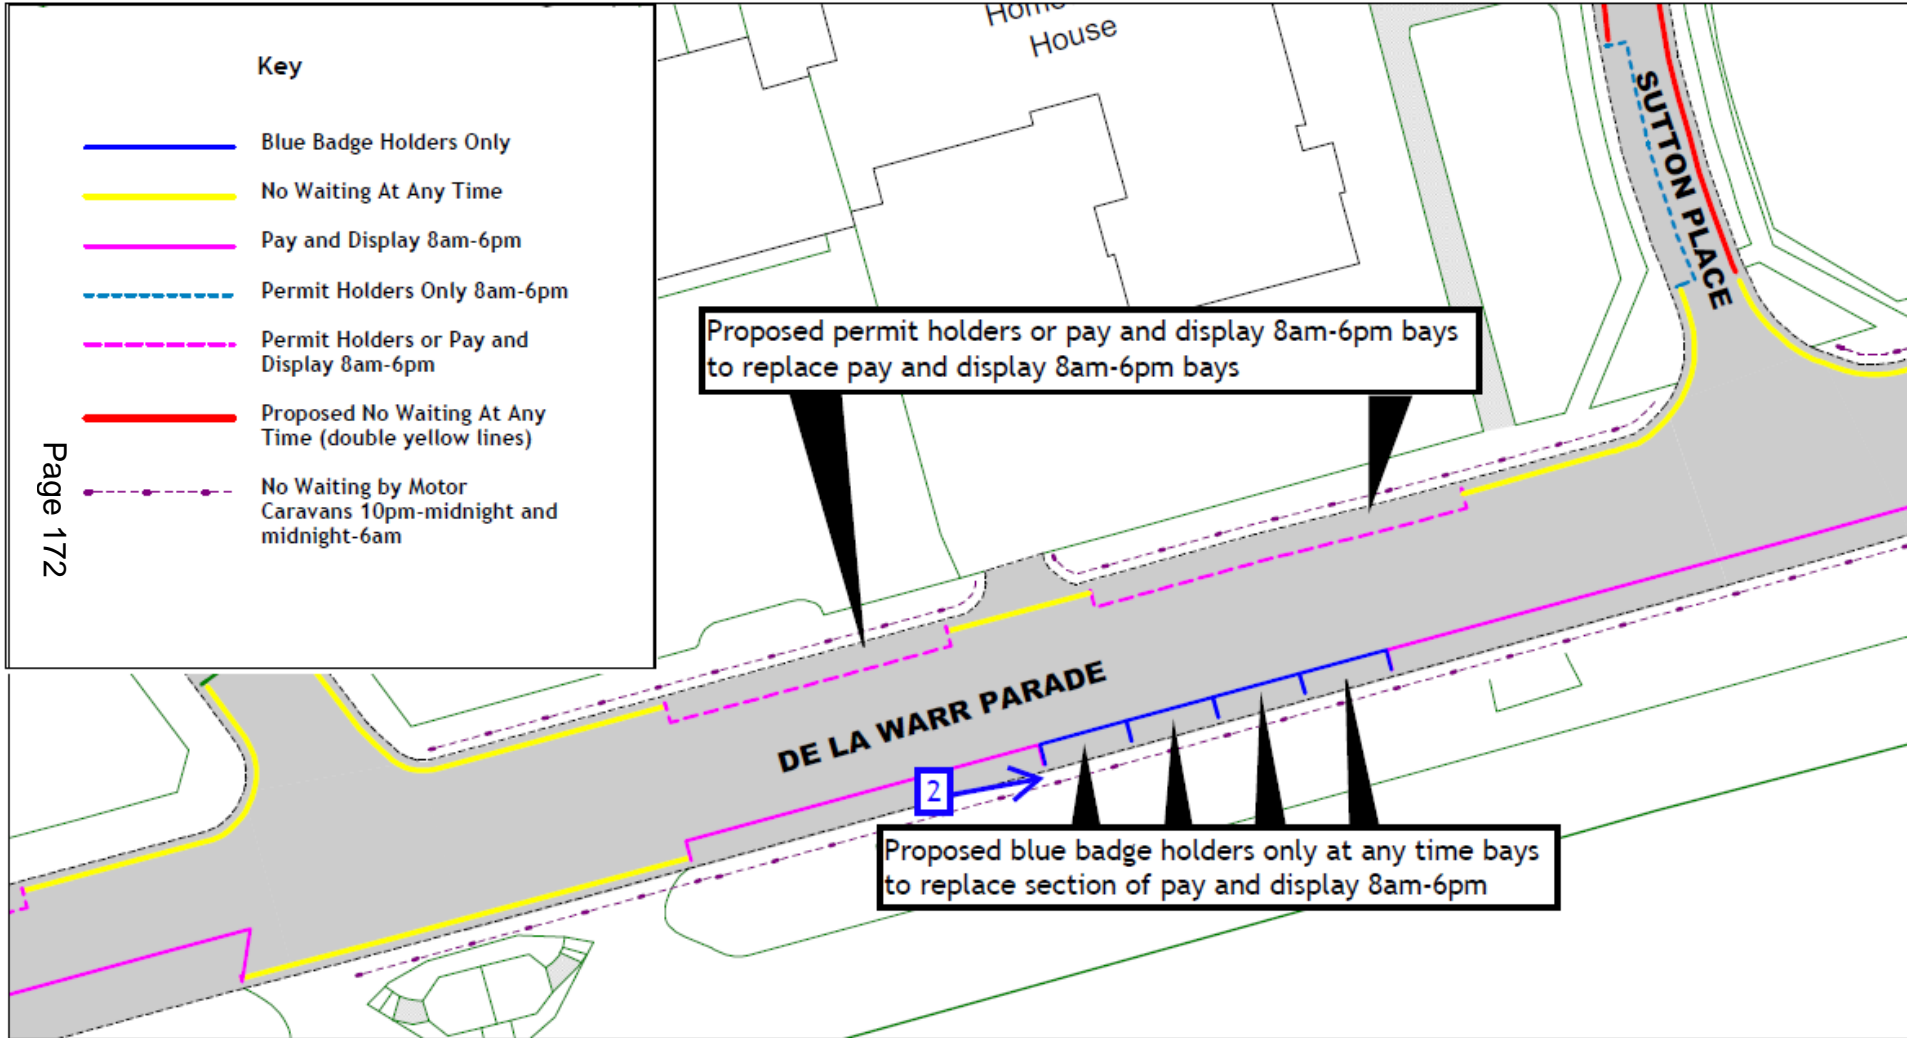 Key
Blue Badge Holders Only
No Waiting At Any Time
Pay and Display 8am-6pm
Permit Holders Only 8am-6pm
Permit Holders or Pay and
Display 8am-6pm
Proposed No Waiting At Any
Time (double yellow lines)
No Waiting by Motor
Caravans 10pm-midnight and
midnight-6am
Page 172
House
SUTTON PLACE
Proposed permit holders or pay and display 8am-6pm bays
to replace pay and display 8am-6pm bays
DE LA WARR PARADE
2
Proposed blue badge holders only at any time bays
to replace section of pay and display 8am-6pm